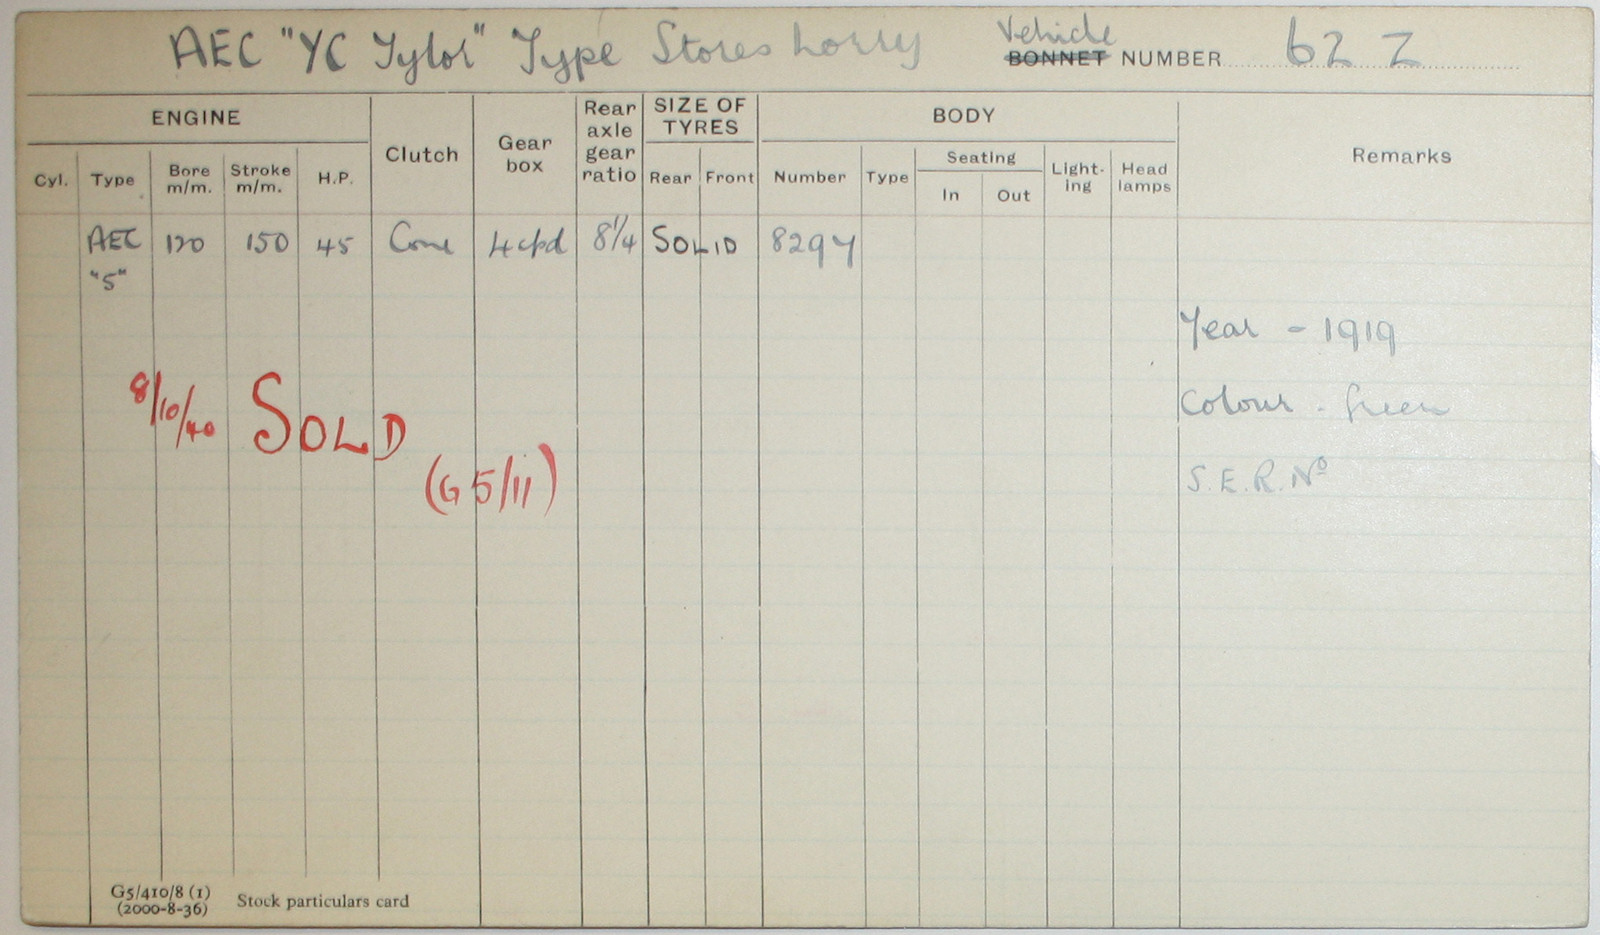 AEC "YC Tylor" Type Stores Lorry Vehicle BONNET NUMBER 62 Z
ENGINE Clutch Gear box Rear axle gear ratio SIZE OF TYRES BODY Remarks
Cyl. Type Bore m/m. Stroke m/m. H.P. Rear Front Number Type Seating In Out Light-ing Head lamps
AEC "5" 120 150 45 Cone 4 spd 8 1/4 SOLID 8297
Year - 1919
8/10/40 SOLD
Colour - Green
(G 5/11)
S.E.R. Nº
G5/410/8 (1)
(2000-8-36) Stock particulars card